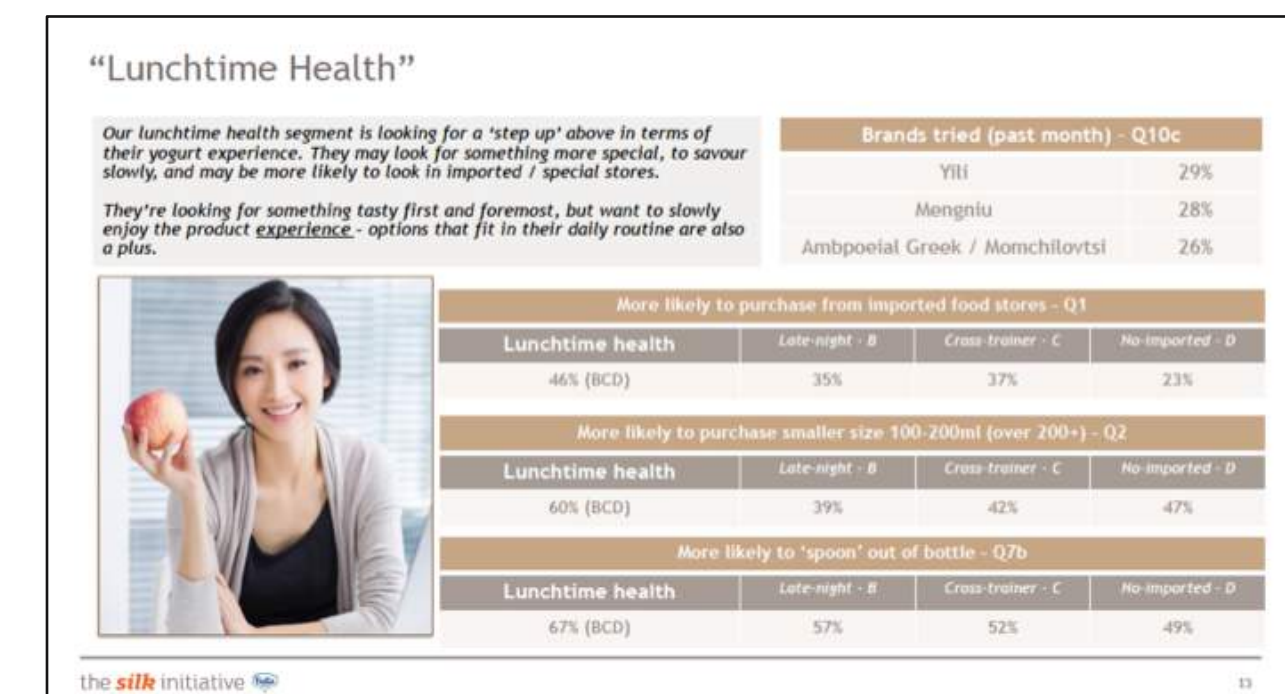 “Lunchtime Health”
Our lunchtime health segment is looking for a ‘step up’ above in terms of
their yogurt experience. They may look for something more special, to savour
slowly, and may be more likely to look in imported / special stores.
They’re looking for something tasty first and foremost, but want to slowly
enjoy the product experience - options that fit in their daily routine are also
a plus.
Brands tried (past month) - Q10c
Yili 29%
Mengniu 28%
Ambpoeial Greek / Momchilovtsi 26%
More likely to purchase from imported food stores - Q1
Lunchtime health Late-night - B Cross-trainer - C No-imported - D
46% (BCD) 35% 37% 23%
More likely to purchase smaller size 100-200ml (over 200+) - Q2
Lunchtime health Late-night - B Cross-trainer - C No-imported - D
60% (BCD) 39% 42% 47%
More likely to ‘spoon’ out of bottle - Q7b
Lunchtime health Late-night - B Cross-trainer - C No-imported - D
67% (BCD) 57% 52% 49%
the silk initiative
13